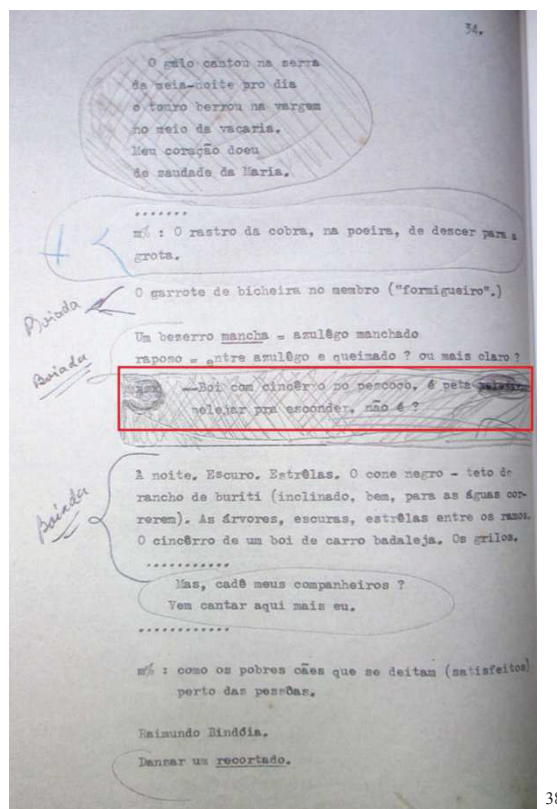 34.
O galo cantou na serra
da meia-noite pro dia
o touro berrou na vargem
no meio da vacaria.
Meu coração doeu
de saudade da Maria.
.......
m% : O rastro da cobra, na poeira, de descer para a
grota.
Boiada
O garrote de bicheira no membro ("formigueiro".)
Boiada
Um bezerro mancha = azulêgo manchado
raposo = entre azulêgo e queimado ? ou mais claro ?
—Boi com cincêrro no pescoço, é peta
pelejar pra esconder, não é ?
Boiada
A noite. Escuro. Estrêlas. O cone negro - teto de
rancho de buriti (inclinado, bem, para as águas cor-
rerem). As árvores, escuras, estrêlas entre os ramos.
O cincêrro de um boi de carro badaleja. Os grilos.
...........
Mas, cadê meus companheiros ?
Vem cantar aqui mais eu.
...........
m% : como os pobres cães que se deitam (satisfeitos)
perto das pessôas.
Raimundo Bindóia.
Dansar um recortado.
38